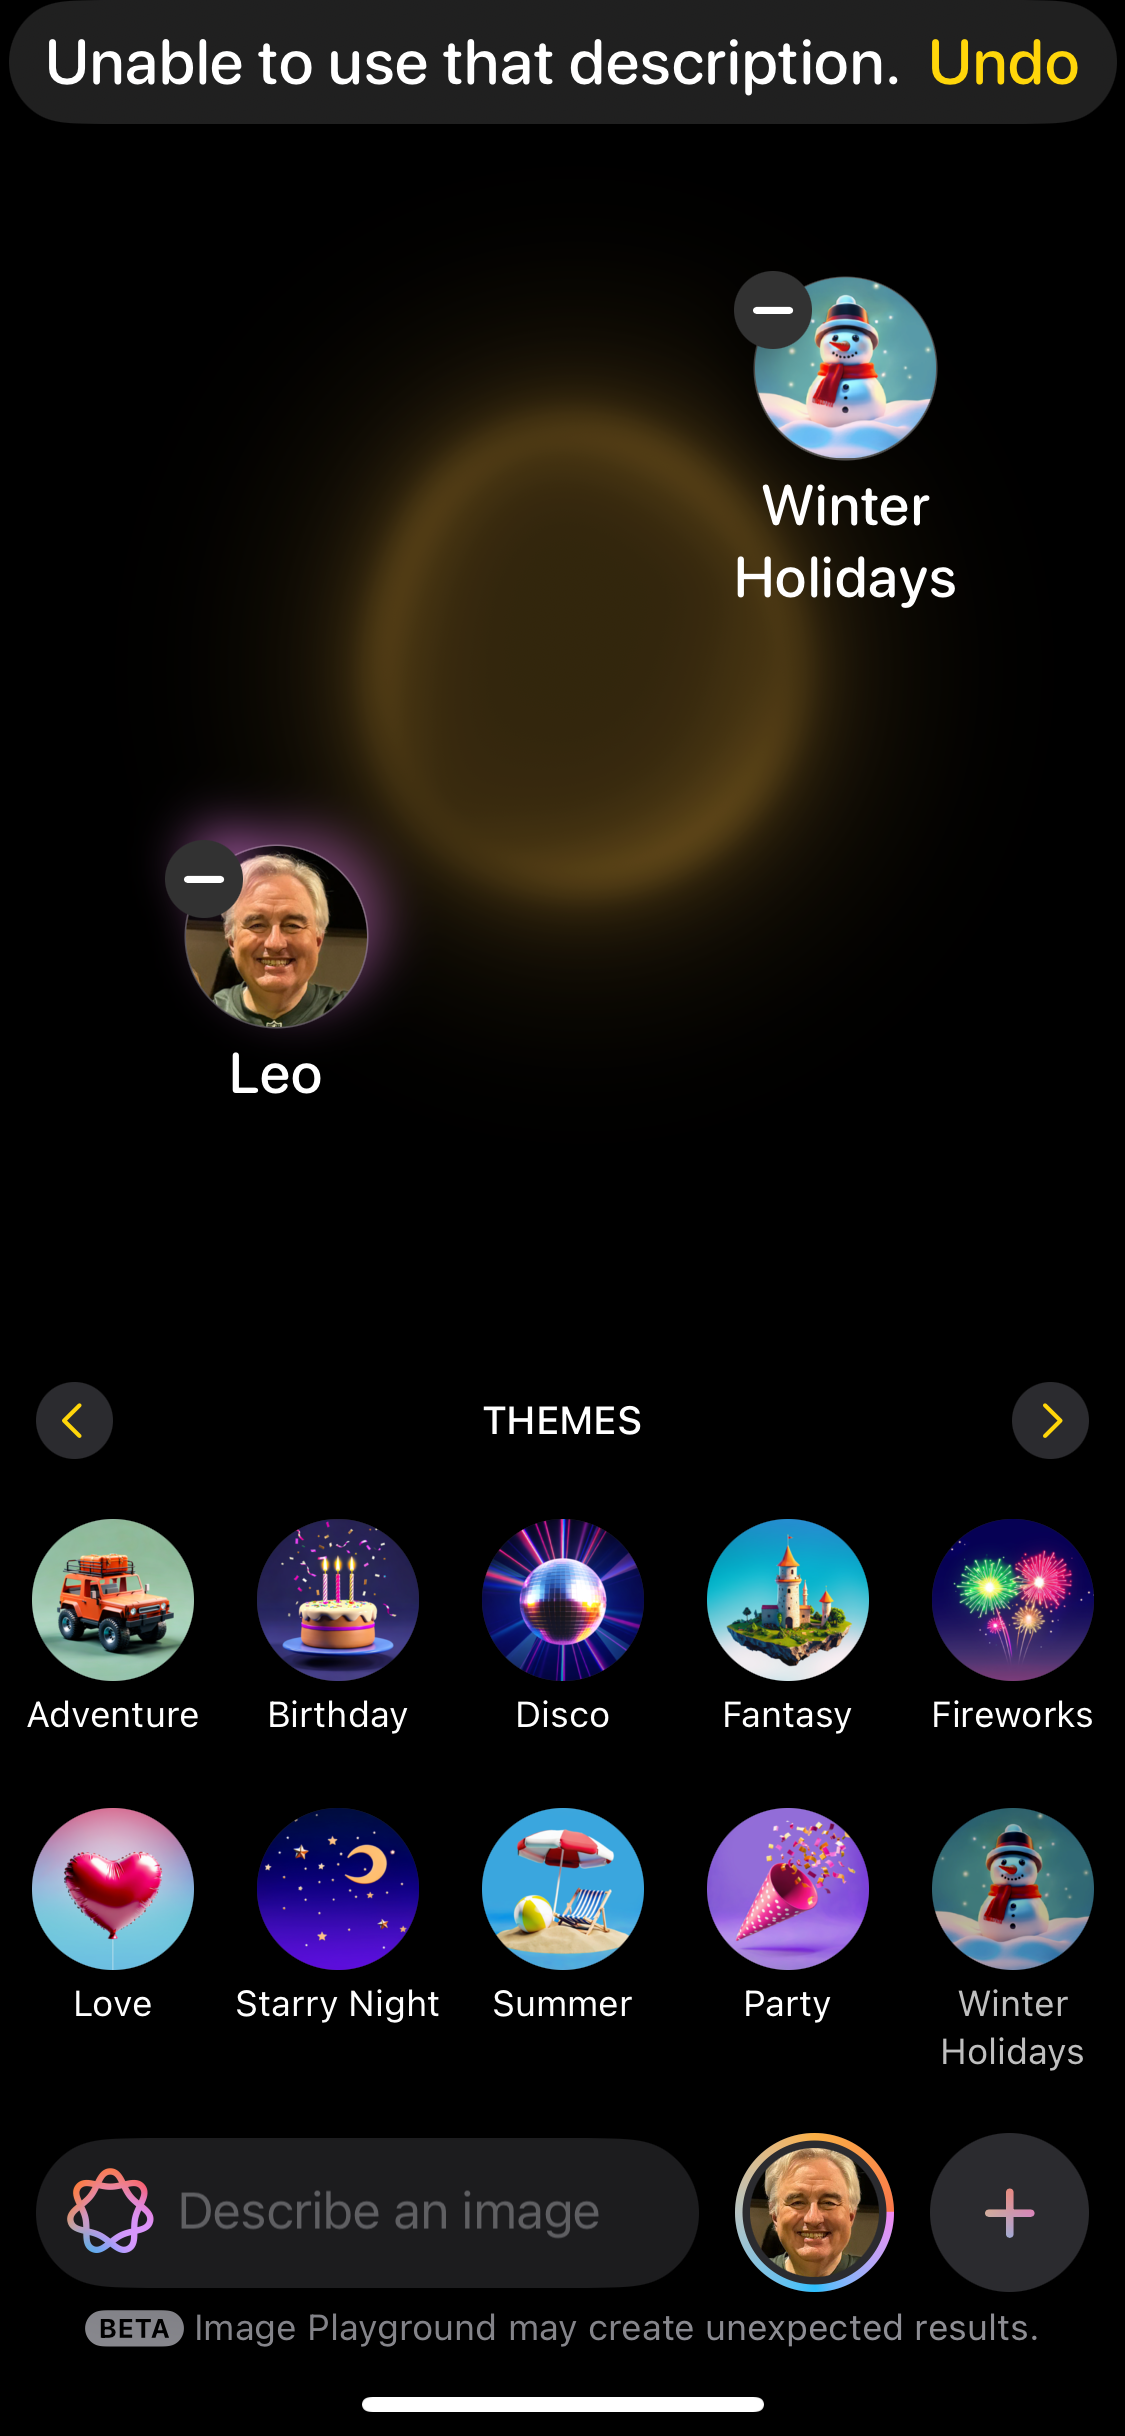 Unable to use that description. Undo
Winter
Holidays
Leo
THEMES
Adventure Birthday Disco Fantasy Fireworks
Love Starry Night Summer Party Winter
Holidays
Describe an image
BETA Image Playground may create unexpected results.